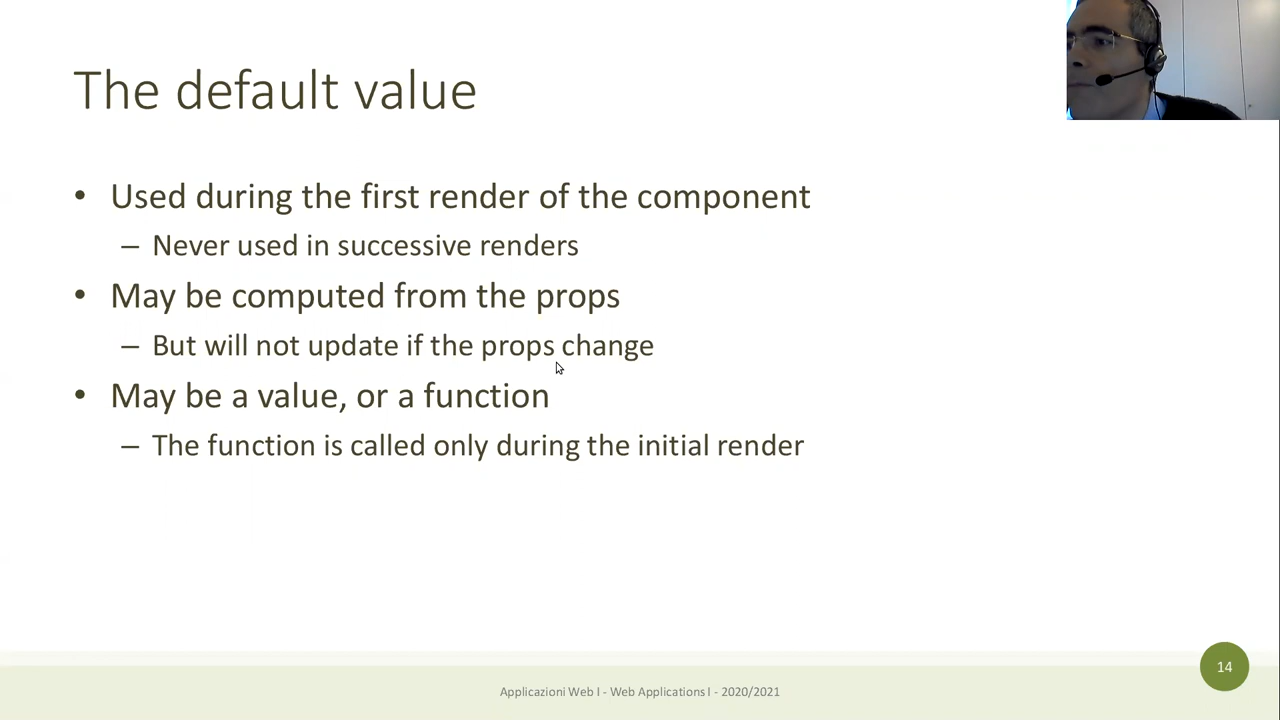 The default value
• Used during the first render of the component
– Never used in successive renders
• May be computed from the props
– But will not update if the props change
• May be a value, or a function
– The function is called only during the initial render
14
Applicazioni Web I - Web Applications I - 2020/2021